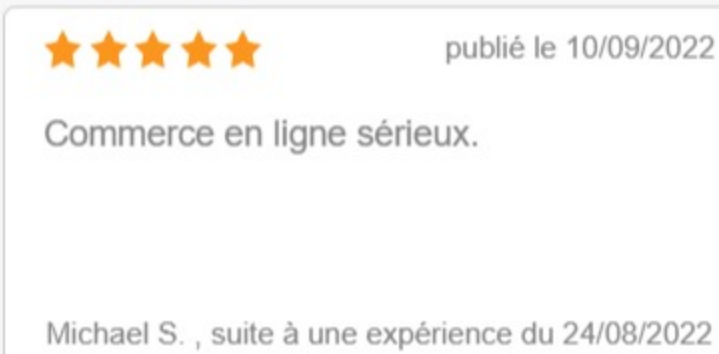 publié le 10/09/2022
Commerce en ligne sérieux.
Michael S. , suite à une expérience du 24/08/2022